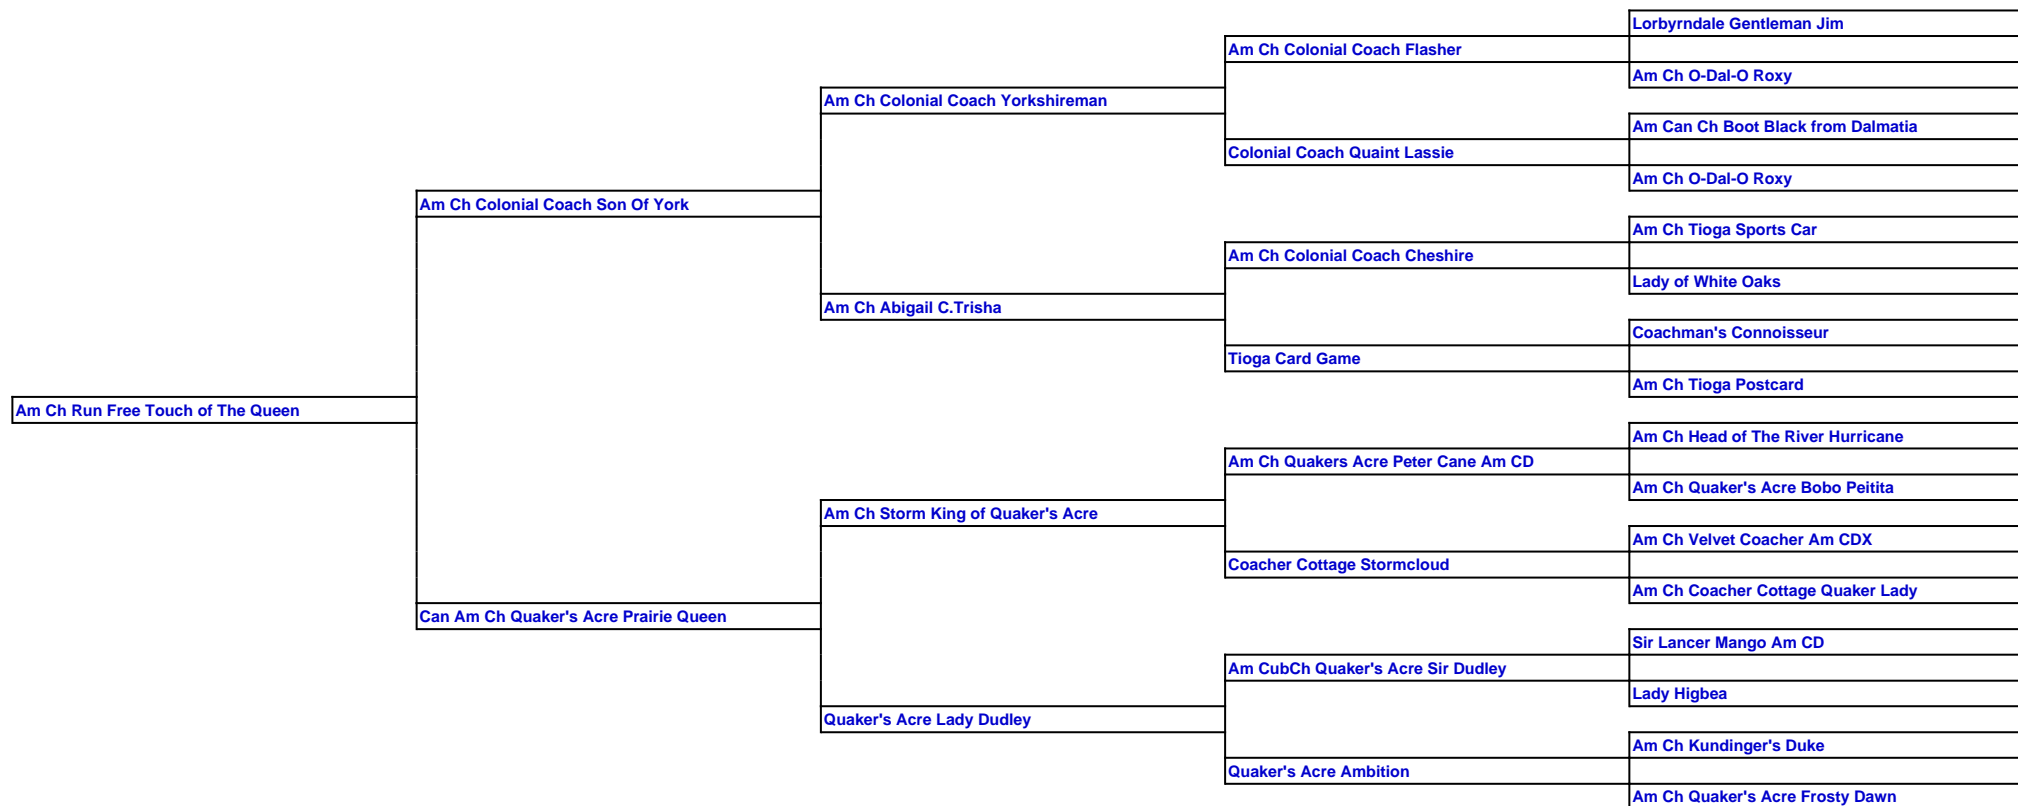 Lorbyrndale Gentleman Jim
Am Ch Colonial Coach Flasher
Am Ch O-Dal-O Roxy
Am Ch Colonial Coach Yorkshireman
Am Can Ch Boot Black from Dalmatia
Colonial Coach Quaint Lassie
Am Ch O-Dal-O Roxy
Am Ch Colonial Coach Son Of York
Am Ch Tioga Sports Car
Am Ch Colonial Coach Cheshire
Lady of White Oaks
Am Ch Abigail C.Trisha
Coachman's Connoisseur
Tioga Card Game
Am Ch Tioga Postcard
Am Ch Run Free Touch of The Queen
Am Ch Head of The River Hurricane
Am Ch Quakers Acre Peter Cane Am CD
Am Ch Quaker's Acre Bobo Peitita
Am Ch Storm King of Quaker's Acre
Am Ch Velvet Coacher Am CDX
Coacher Cottage Stormcloud
Am Ch Coacher Cottage Quaker Lady
Can Am Ch Quaker's Acre Prairie Queen
Sir Lancer Mango Am CD
Am CubCh Quaker's Acre Sir Dudley
Lady Higbea
Quaker's Acre Lady Dudley
Am Ch Kundinger's Duke
Quaker's Acre Ambition
Am Ch Quaker's Acre Frosty Dawn